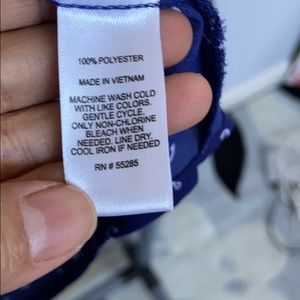 100% POLYESTER
MADE IN VIETNAM
MACHINE WASH COLD
WITH LIKE COLORS.
GENTLE CYCLE
ONLY NON-CHLORINE
BLEACH WHEN
NEEDED. LINE DRY.
COOL IRON IF NEEDED
RN # 55285